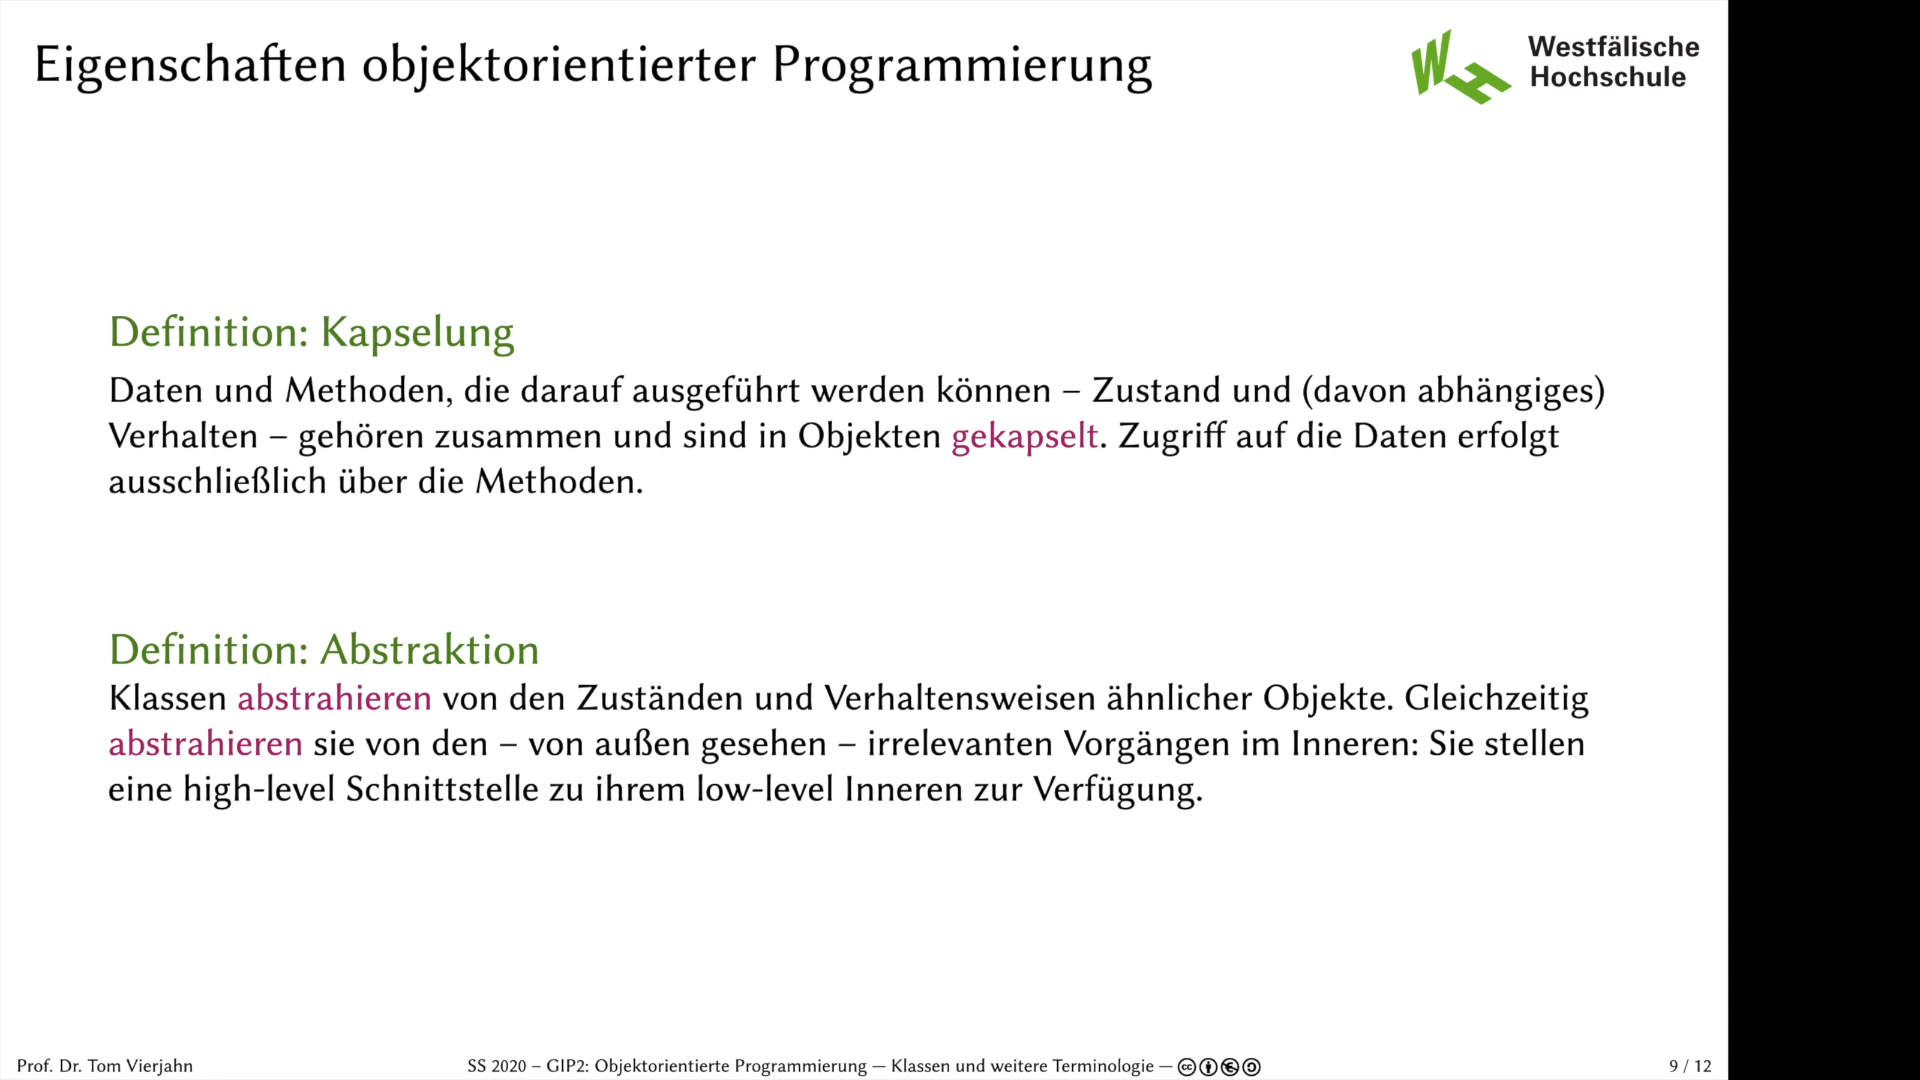 Eigenschaften objektorientierter Programmierung
Westfälische
Hochschule
Definition: Kapselung
Daten und Methoden, die darauf ausgeführt werden können – Zustand und (davon abhängiges)
Verhalten – gehören zusammen und sind in Objekten gekapselt. Zugriff auf die Daten erfolgt
ausschließlich über die Methoden.
Definition: Abstraktion
Klassen abstrahieren von den Zuständen und Verhaltensweisen ähnlicher Objekte. Gleichzeitig
abstrahieren sie von den – von außen gesehen – irrelevanten Vorgängen im Inneren: Sie stellen
eine high-level Schnittstelle zu ihrem low-level Inneren zur Verfügung.
Prof. Dr. Tom Vierjahn
SS 2020 – GIP2: Objektorientierte Programmierung — Klassen und weitere Terminologie —
9 / 12